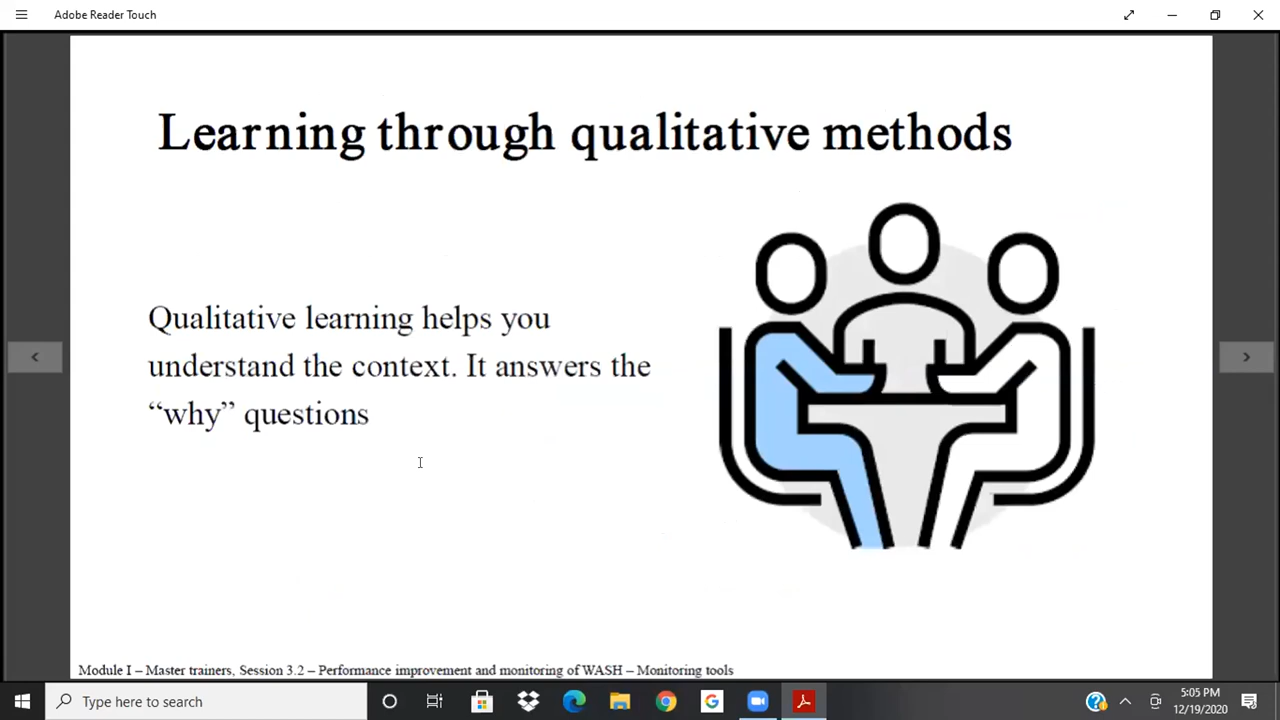 Adobe Reader Touch
Learning through qualitative methods
Qualitative learning helps you
understand the context. It answers the
“why” questions
Module I – Master trainers, Session 3.2 – Performance improvement and monitoring of WASH – Monitoring tools
Type here to search
5:05 PM
12/19/2020